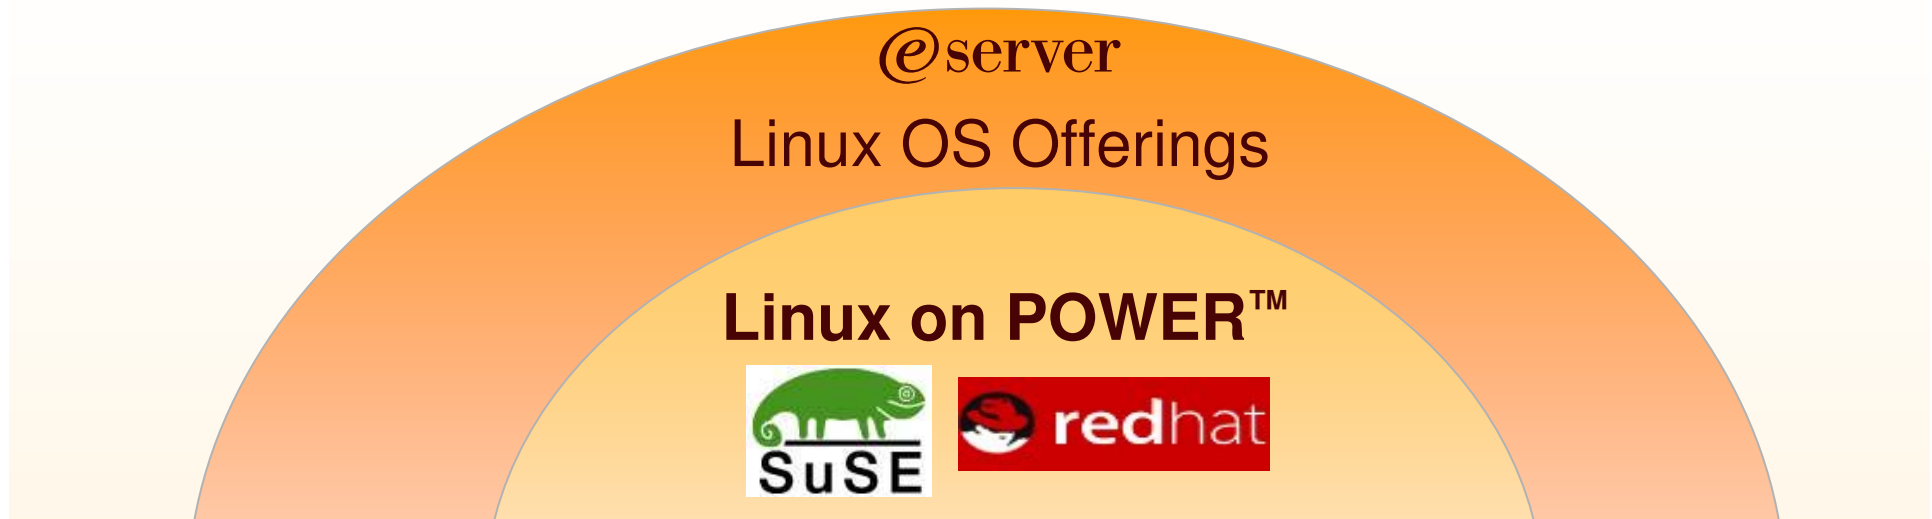 @server
Linux OS Offerings
Linux on POWER™
SuSE
redhat